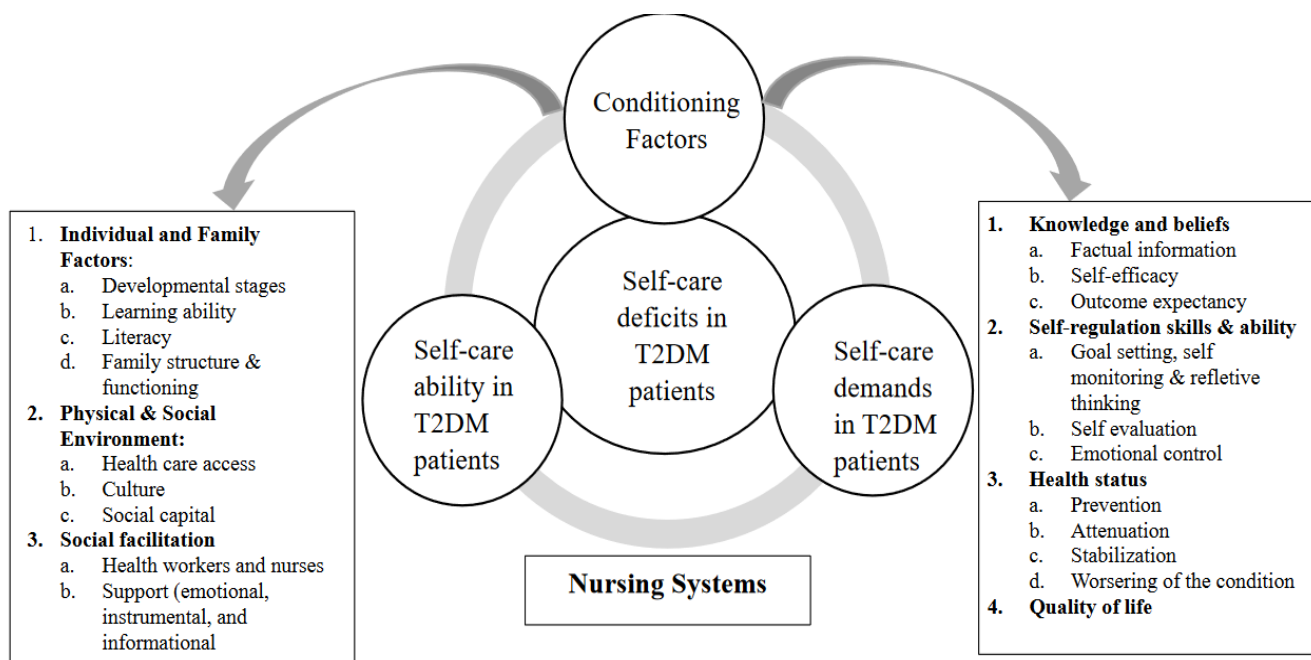 Conditioning
Factors
Self-care
deficits in
T2DM
patients
Self-care
ability in
T2DM
patients
Self-care
demands
in T2DM
patients
Nursing Systems
1. Individual and Family
Factors:
a. Developmental stages
b. Learning ability
c. Literacy
d. Family structure &
functioning
2. Physical & Social
Environment:
a. Health care access
b. Culture
c. Social capital
3. Social facilitation
a. Health workers and nurses
b. Support (emotional,
instrumental, and
informational
1. Knowledge and beliefs
a. Factual information
b. Self-efficacy
c. Outcome expectancy
2. Self-regulation skills & ability
a. Goal setting, self
monitoring & refletive
thinking
b. Self evaluation
c. Emotional control
3. Health status
a. Prevention
b. Attenuation
c. Stabilization
d. Worsering of the condition
4. Quality of life